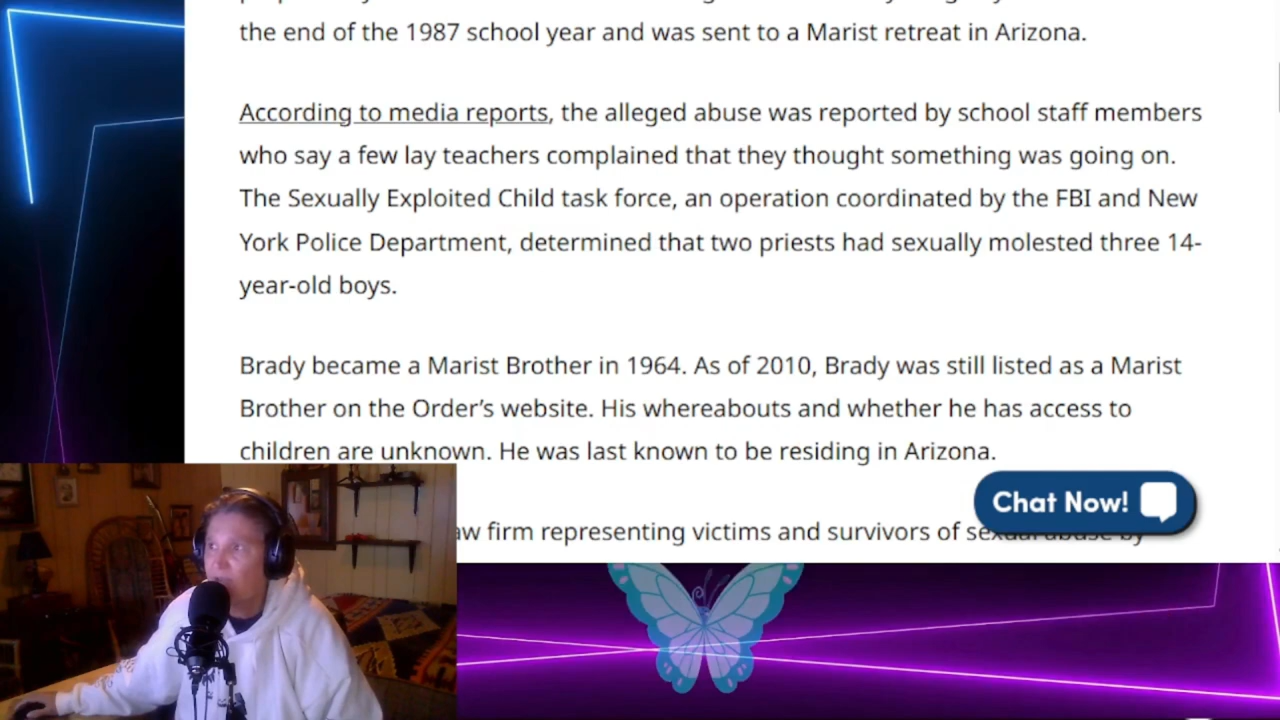 the end of the 1987 school year and was sent to a Marist retreat in Arizona.
According to media reports, the alleged abuse was reported by school staff members
who say a few lay teachers complained that they thought something was going on.
The Sexually Exploited Child task force, an operation coordinated by the FBI and New
York Police Department, determined that two priests had sexually molested three 14-
year-old boys.
Brady became a Marist Brother in 1964. As of 2010, Brady was still listed as a Marist
Brother on the Order's website. His whereabouts and whether he has access to
children are unknown. He was last known to be residing in Arizona.
Chat Now!
firm representing victims and survivors of sexual abuse by